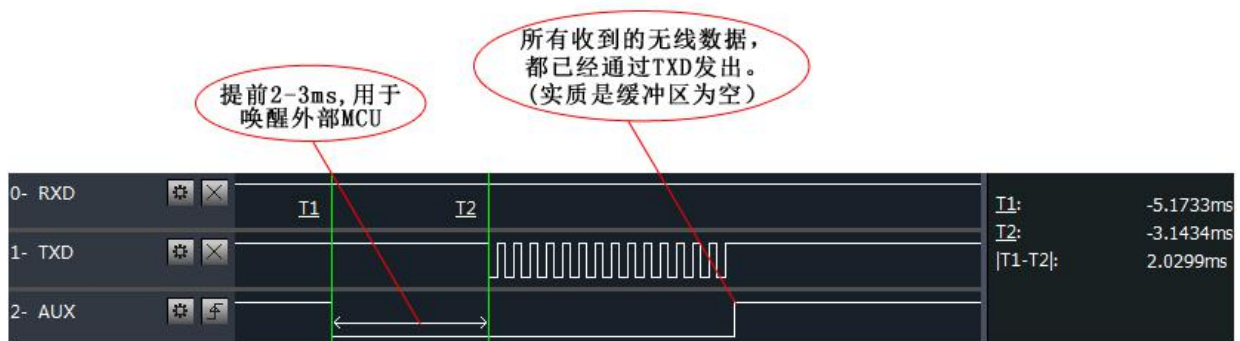 所有收到的无线数据，
都已经通过TXD发出。
(实质是缓冲区为空)
提前2-3ms,用于
唤醒外部MCU
0- RXD
T1
T2
1- TXD
2- AUX
T1: -5.1733ms
T2: -3.1434ms
|T1-T2|: 2.0299ms